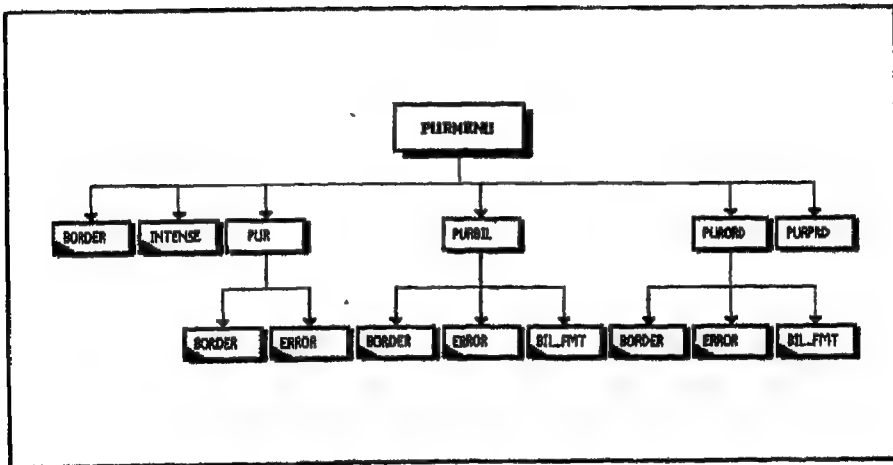 PURMENU
BORDER INTENSE PUR PURBIL PURORD PURPRD
BORDER ERROR BORDER ERROR BIL_FMT BORDER ERROR BIL_FMT